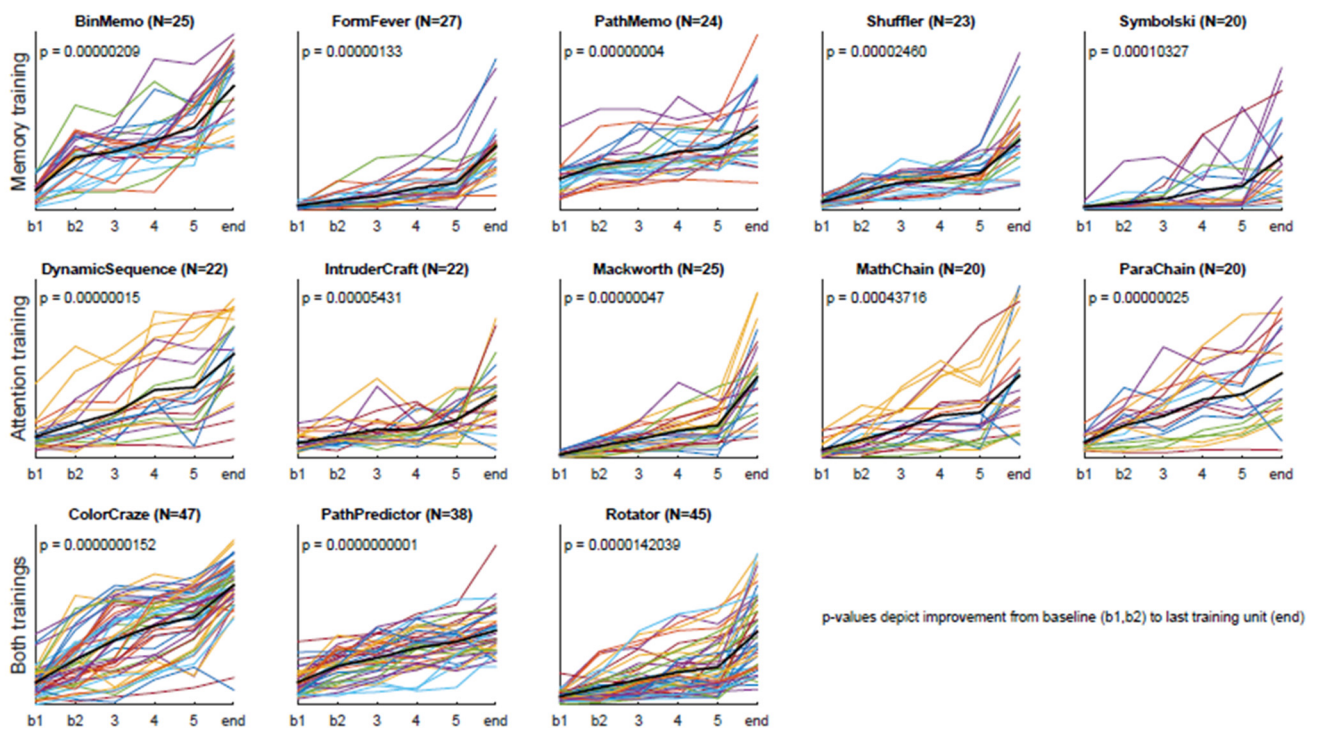 BinMemo (N=25)
FormFever (N=27)
PathMemo (N=24)
Shuffler (N=23)
Symbolski (N=20)
Memory training
p = 0.00000209
p = 0.00000133
p = 0.00000004
p = 0.00002460
p = 0.00010327
b1 b2 3 4 5 end
b1 b2 3 4 5 end
b1 b2 3 4 5 end
b1 b2 3 4 5 end
b1 b2 3 4 5 end
DynamicSequence (N=22)
IntruderCraft (N=22)
Mackworth (N=25)
MathChain (N=20)
ParaChain (N=20)
Attention training
p = 0.00000015
p = 0.00005431
p = 0.00000047
p = 0.00043716
p = 0.00000025
b1 b2 3 4 5 end
b1 b2 3 4 5 end
b1 b2 3 4 5 end
b1 b2 3 4 5 end
b1 b2 3 4 5 end
ColorCraze (N=47)
PathPredictor (N=38)
Rotator (N=45)
Both trainings
p = 0.0000000152
p = 0.0000000001
p = 0.0000142039
p-values depict improvement from baseline (b1,b2) to last training unit (end)
b1 b2 3 4 5 end
b1 b2 3 4 5 end
b1 b2 3 4 5 end